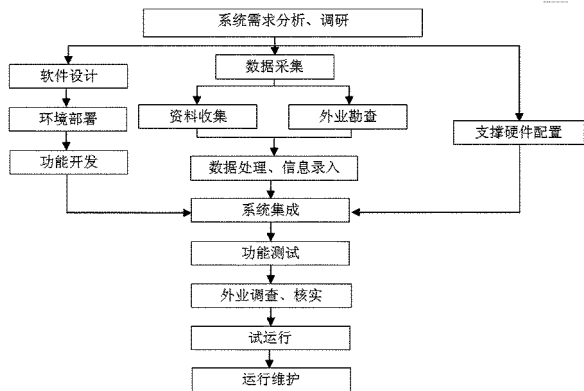 系统需求分析、调研
软件设计
数据采集
环境部署
资料收集
外业勘查
支撑硬件配置
功能开发
数据处理、信息录入
系统集成
功能测试
外业调查、核实
试运行
运行维护